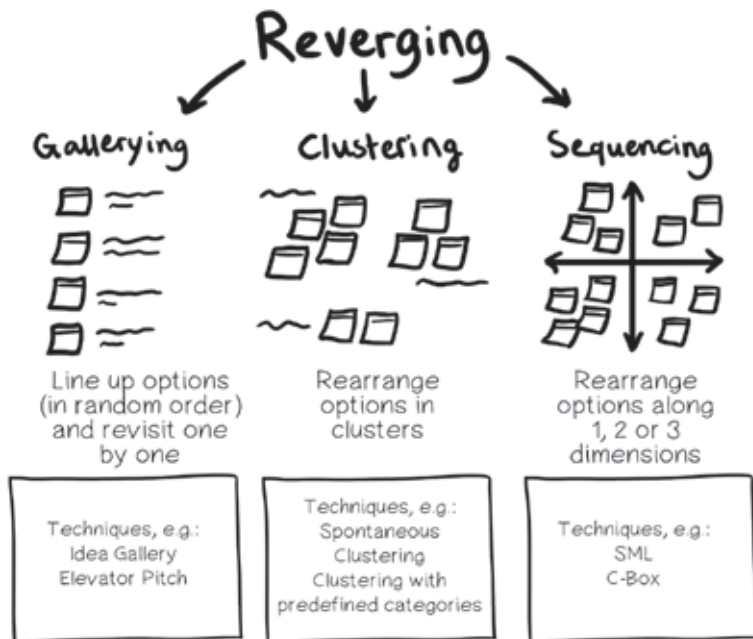 Reverging
Gallerying
Line up options
(in random order)
and revisit one
by one
Techniques, e.g.:
Idea Gallery
Elevator Pitch
Clustering
Rearrange
options in
clusters
Techniques, e.g.:
Spontaneous
Clustering
Clustering with
predefined categories
Sequencing
Rearrange
options along
1, 2 or 3
dimensions
Techniques, e.g.:
SML
C-Box